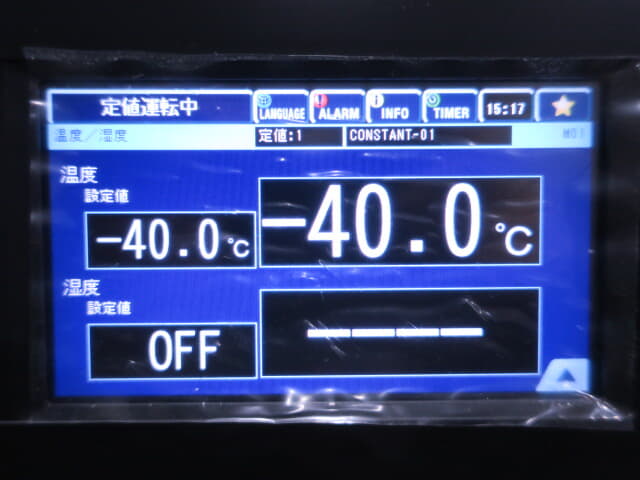 定値運転中 LANGUAGE ALARM INFO TIMER 15:17
温度／湿度 定値:1 CONSTANT-01 M01
温度
設定値
-40.0℃ -40.0℃
湿度
設定値
OFF ----